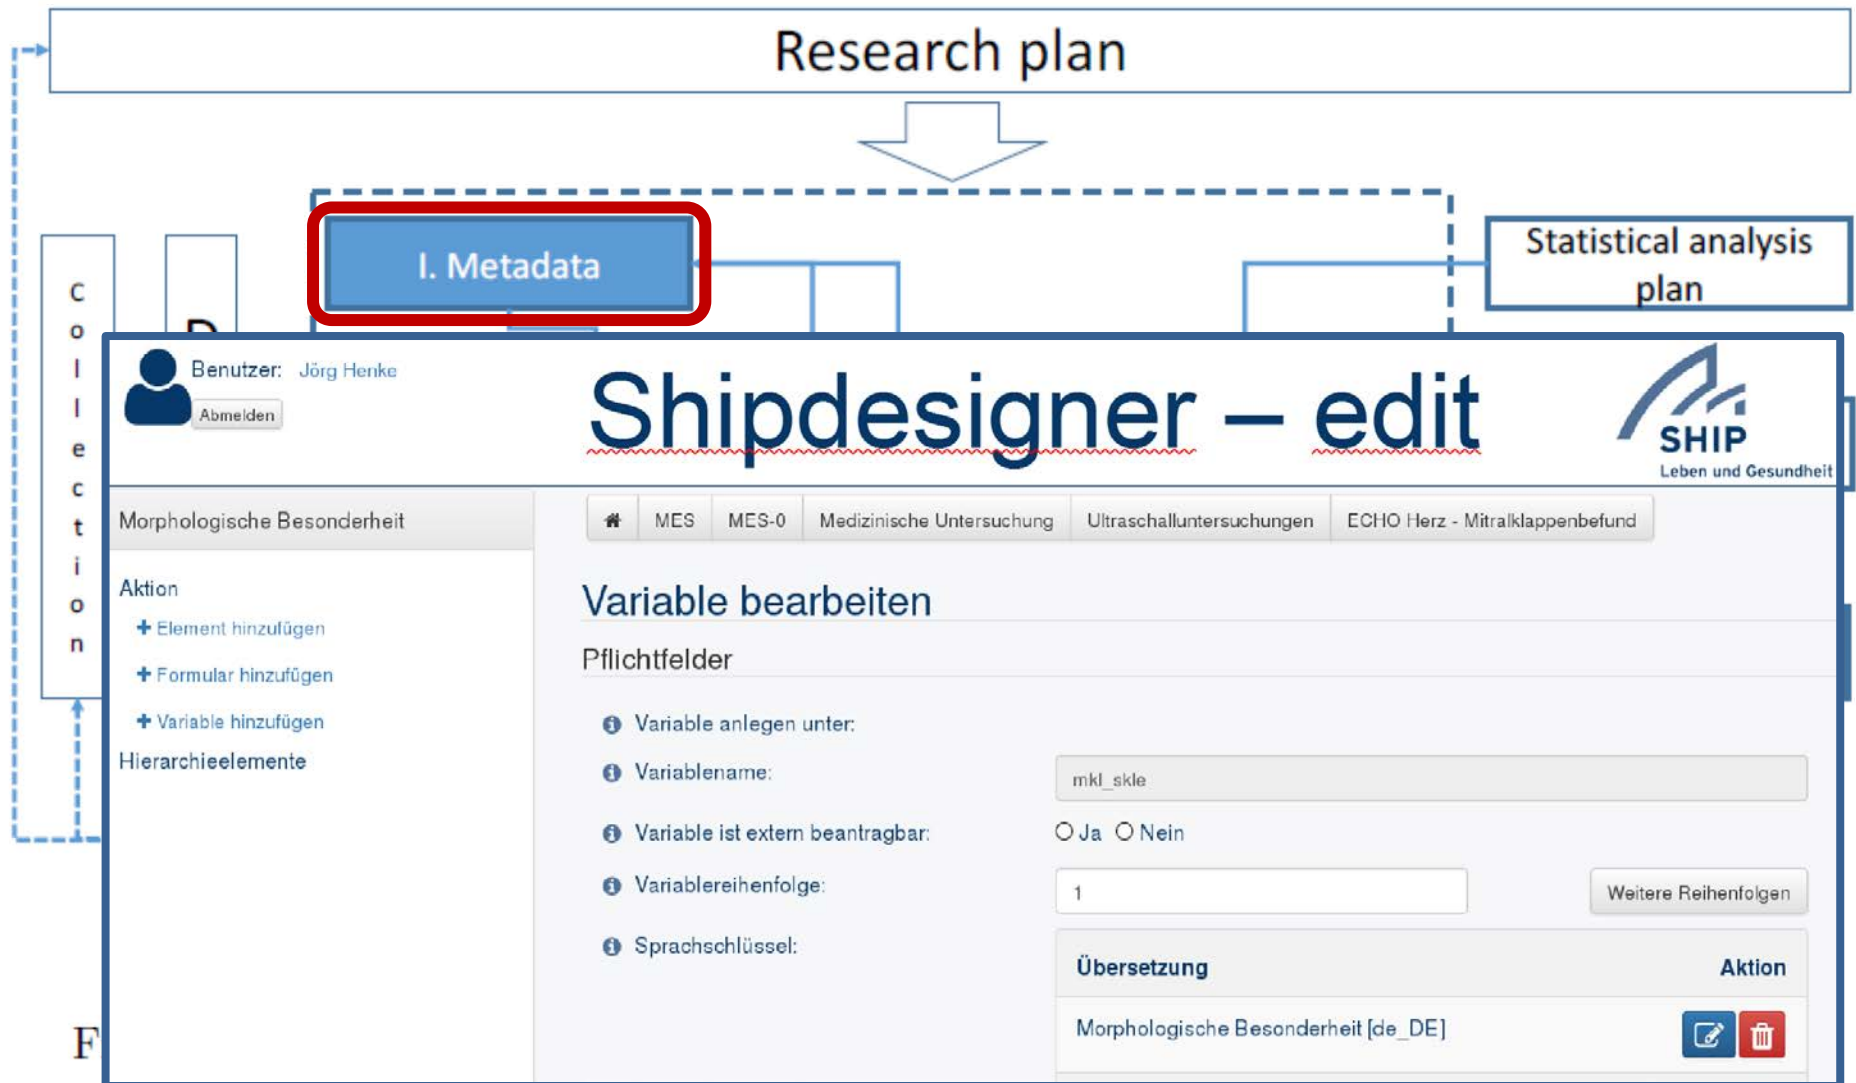 Research plan
I. Metadata
Statistical analysis
plan
Collection
D
Benutzer: Jörg Henke
Abmelden
Shipdesigner – edit
SHIP
Leben und Gesundheit
Morphologische Besonderheit
MES MES-0 Medizinische Untersuchung Ultraschalluntersuchungen ECHO Herz - Mitralklappenbefund
Aktion
Element hinzufügen
Formular hinzufügen
Variable hinzufügen
Hierarchieelemente
Variable bearbeiten
Pflichtfelder
Variable anlegen unter:
Variablename: mkl_skle
Variable ist extern beantragbar: Ja Nein
Variablereihenfolge: 1 Weitere Reihenfolgen
Sprachschlüssel:
Übersetzung Aktion
Morphologische Besonderheit [de_DE]
F